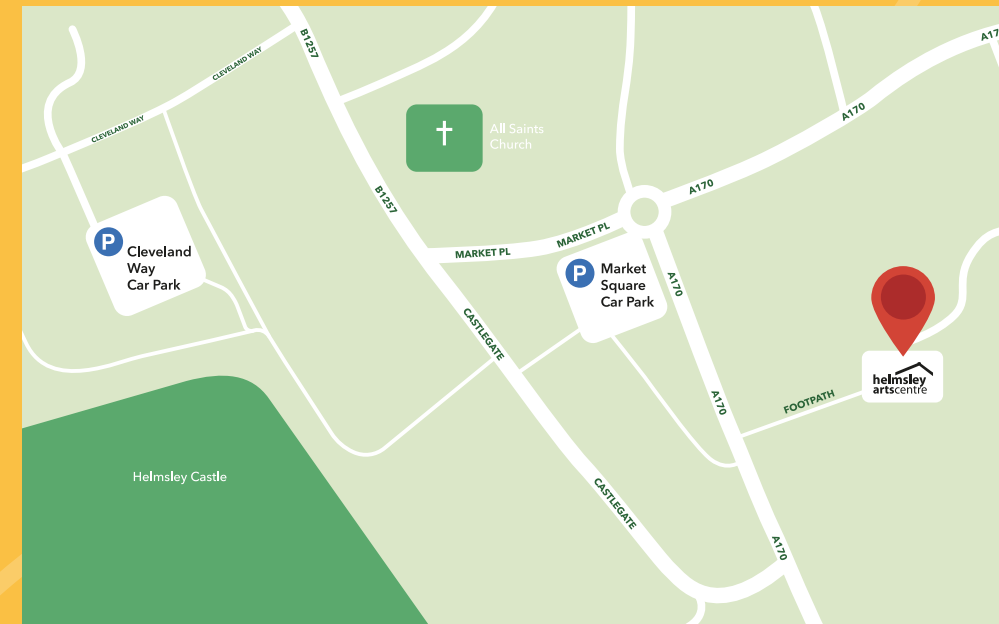 B1257
A17
CLEVELAND WAY
A170
CLEVELAND WAY
All Saints
Church
B1257
A170
MARKET PL
MARKET PL
P
Cleveland
Way
Car Park
P
Market
Square
Car Park
A170
CASTLEGATE
helmsley
artscentre
FOOTPATH
A170
Helmsley Castle
CASTLEGATE
A170